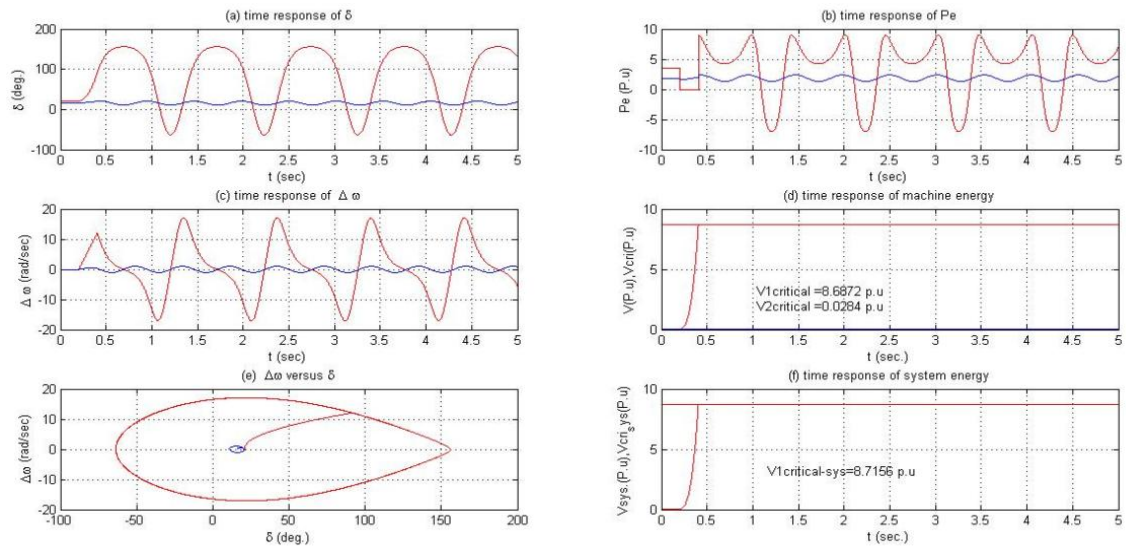 (a) time response of δ
200
100
0
-100
δ (deg.)
0 0.5 1 1.5 2 2.5 3 3.5 4 4.5 5
t (sec)
(b) time response of Pe
10
5
0
-5
-10
Pe (P.u)
0 0.5 1 1.5 2 2.5 3 3.5 4 4.5 5
t (sec)
(c) time response of Δ ω
20
10
0
-10
-20
Δ ω (rad/sec)
0 0.5 1 1.5 2 2.5 3 3.5 4 4.5 5
t (sec)
(d) time response of machine energy
10
5
0
V(P.u),Vcri(P.u)
V1critical =8.6872 p.u
V2critical =0.0284 p.u
0 0.5 1 1.5 2 2.5 3 3.5 4 4.5 5
t (sec.)
(e) Δω versus δ
20
10
0
-10
-20
Δω (rad/sec)
-100 -50 0 50 100 150 200
δ (deg.)
(f) time response of system energy
10
5
0
Vsys.(P.u),Vcri_sys(P.u)
V1critical-sys=8.7156 p.u
0 0.5 1 1.5 2 2.5 3 3.5 4 4.5 5
t (sec.)